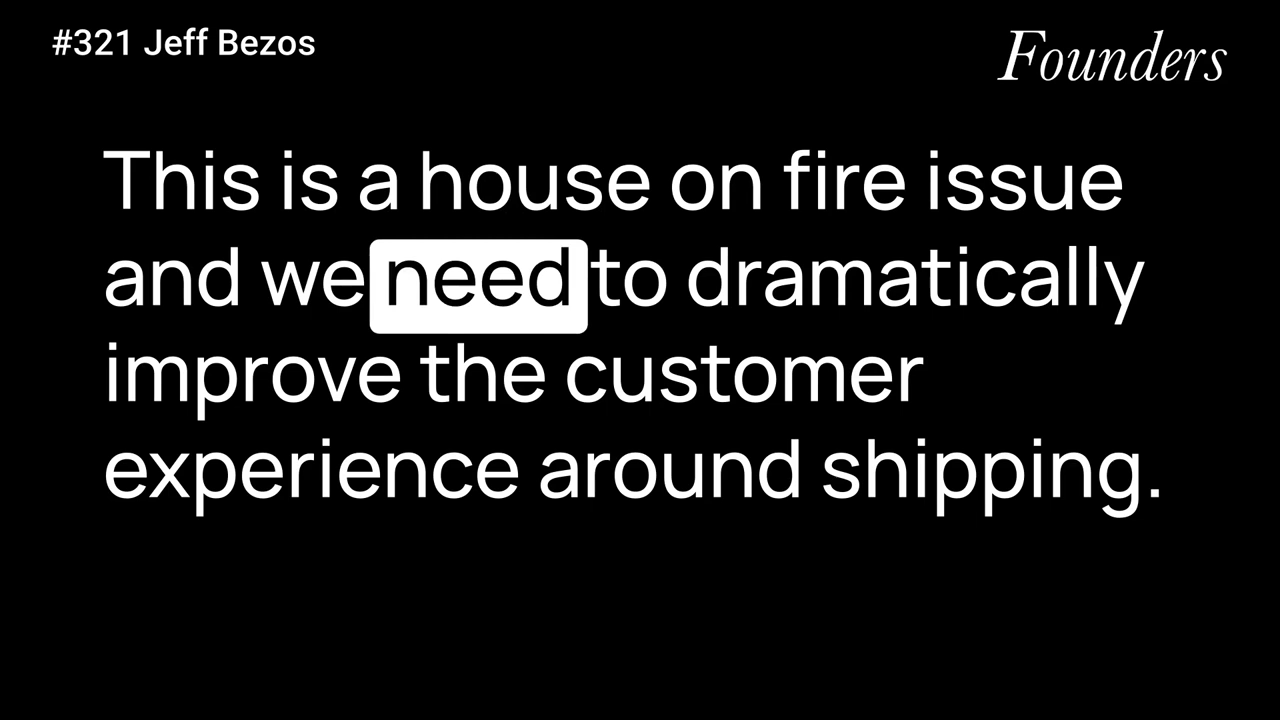 #321 Jeff Bezos
Founders
This is a house on fire issue
and we need to dramatically
improve the customer
experience around shipping.